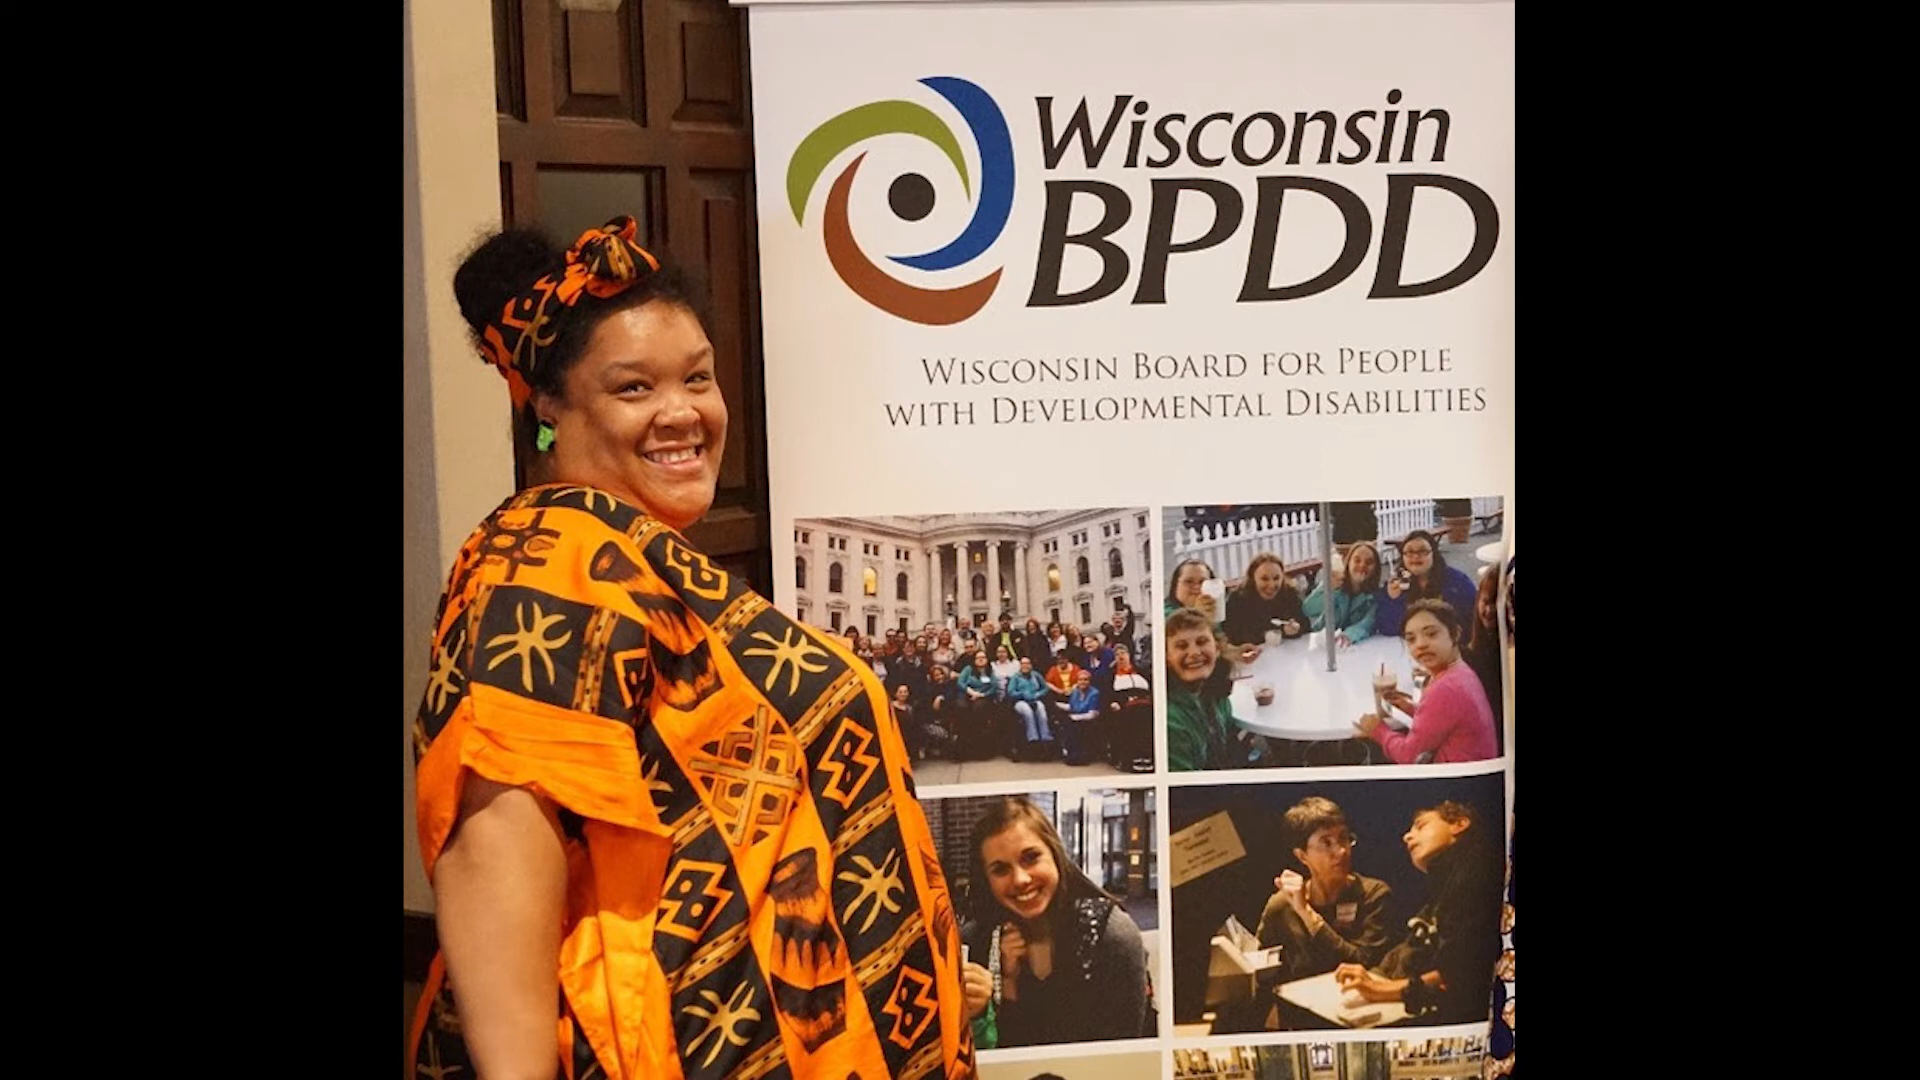 Wisconsin
BPDD
Wisconsin Board for People
with Developmental Disabilities